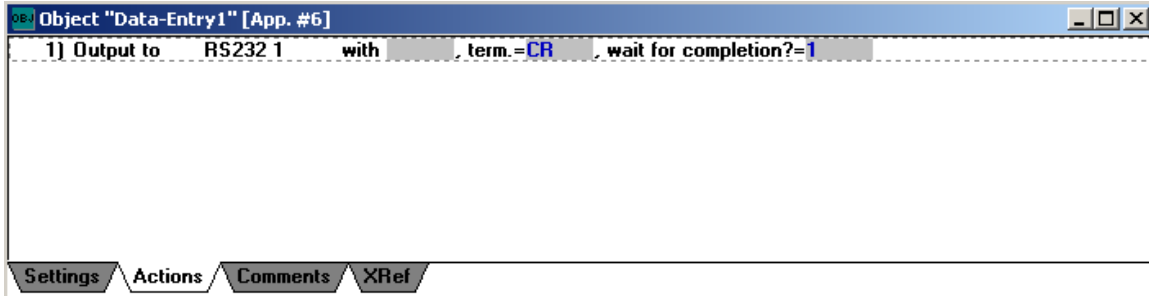 OBJ Object "Data-Entry1" [App. #6]
1) Output to RS232 1 with , term.=CR , wait for completion?=1
Settings Actions Comments XRef